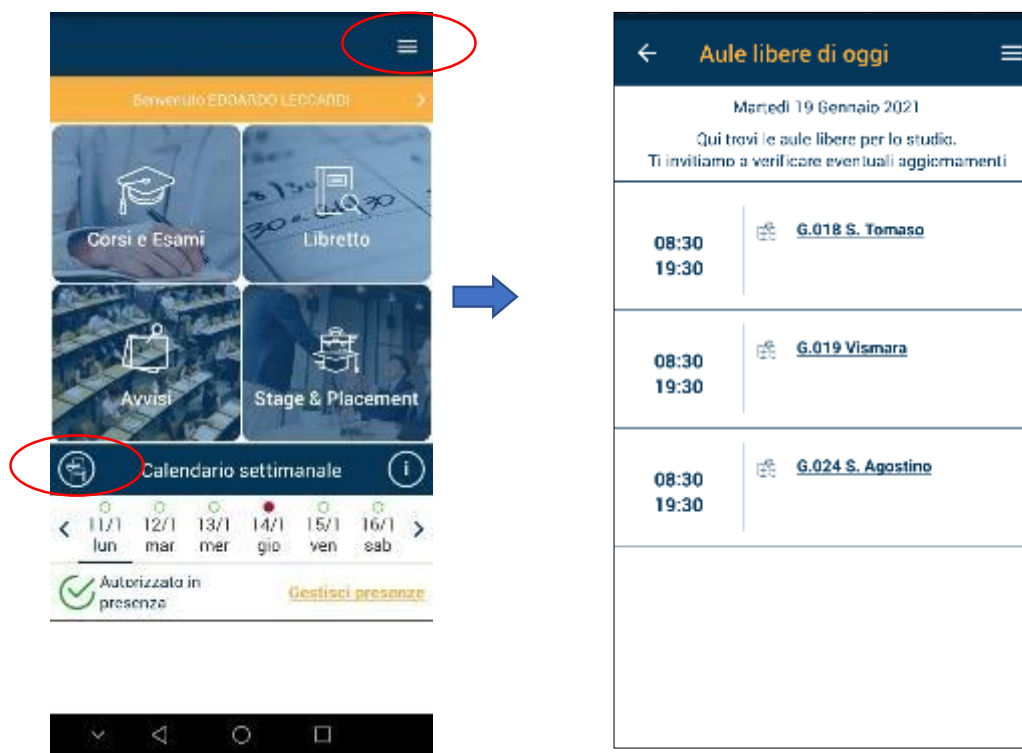 Benvenuto EDOARDO LECCARDI
Corsi e Esami
Libretto
Avvisi
Stage & Placement
Calendario settimanale
11/1 12/1 13/1 14/1 15/1 16/1
lun mar mer gio ven sab
Autorizzato in
presenza
Gestisci presenze
Aule libere di oggi
Martedì 19 Gennaio 2021
Qui trovi le aule libere per lo studio.
Ti invitiamo a verificare eventuali aggiornamenti
08:30
19:30
G.018 S. Tomaso
08:30
19:30
G.019 Vismara
08:30
19:30
G.024 S. Agostino